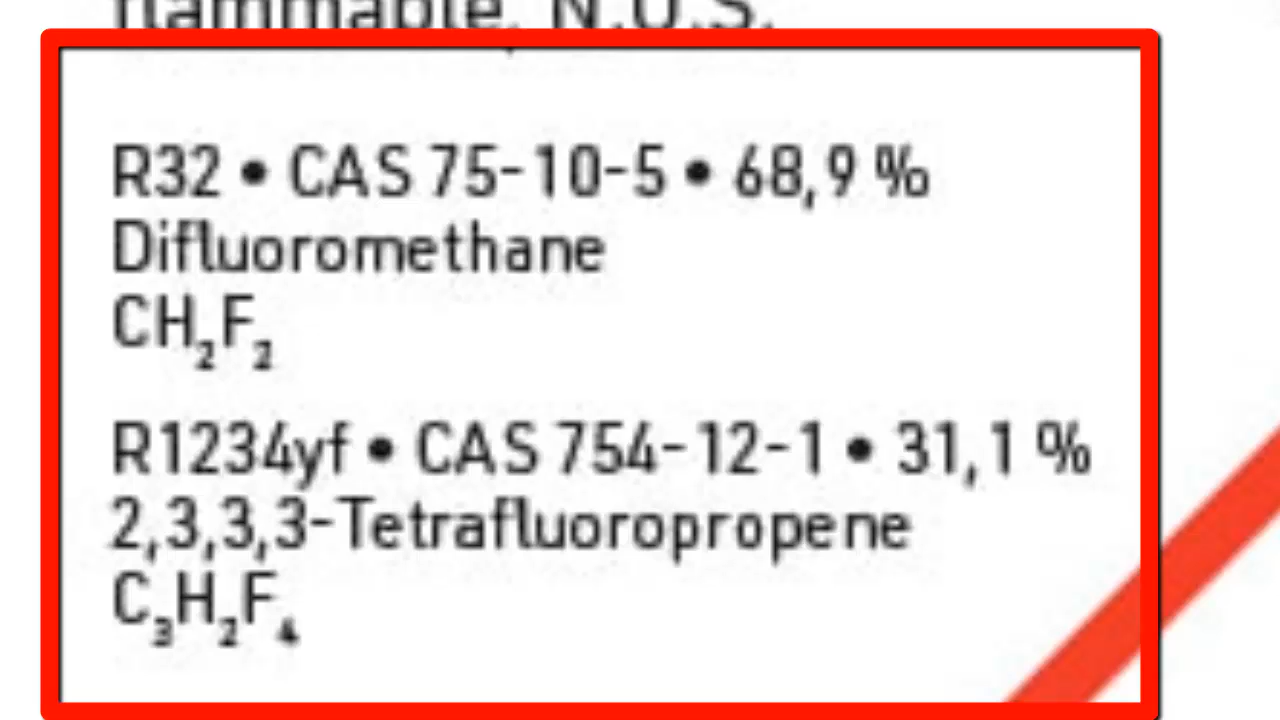 flammable, N.O.S.
R32 • CAS 75-10-5 • 68,9 %
Difluoromethane
CH₂F₂
R1234yf • CAS 754-12-1 • 31,1 %
2,3,3,3-Tetrafluoropropene
C₃H₂F₄